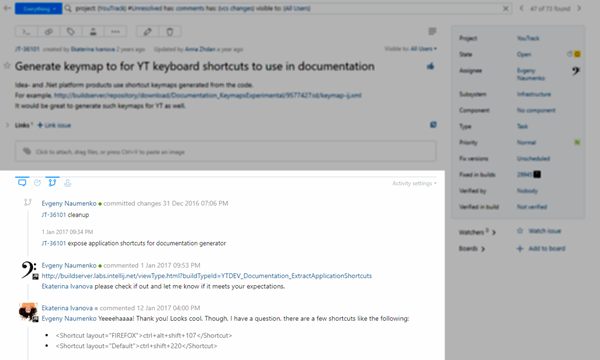 Everything
project: {YouTrack} #Unresolved has: comments has: {vcs changes} visible to: {All Users}
47 of 73 found
JT-36101 created by Ekaterina Ivanova 2 years ago Updated by Anna Zhdan a year ago
Visible to: All Users
Generate keymap to for YT keyboard shortcuts to use in documentation
Idea- and .Net platform products use shortcut keymaps generated from the code.
For example, http://buildserver/repository/download/Documentation_KeymapsExperimental/9577427:id/keymap-ij.xml
It would be great to generate such keymaps for YT as well.
Links 1 + Link issue
Click to attach, drag files, or press Ctrl+V to paste an image
Project YouTrack
State Open
Assignee Evgeny Naumenko
Subsystem Infrastructure
Component No component
Type Task
Priority Normal N
Fix versions Unscheduled
Fixed in builds 28945
Verified by Nobody
Verified in build Not verified
Watchers 3 Watch issue
Boards + Add to board
Activity settings
Evgeny Naumenko committed changes 31 Dec 2016 07:06 PM
JT-36101 cleanup
1 Jan 2017 09:34 PM
JT-36101 expose application shortcuts for documentation generator
Evgeny Naumenko commented 1 Jan 2017 09:53 PM
http://buildserver.labs.intellij.net/viewType.html?buildTypeId=YTDEV_Documentation_ExtractApplicationShortcuts
Ekaterina Ivanova please check if out and let me know if it meets your expectations.
Ekaterina Ivanova commented 12 Jan 2017 04:00 PM
Evgeny Naumenko Yeeeehaaaa! Thank you! Looks cool. Though, I have a question. there are a few shortcuts like the following:
<Shortcut layout="FIREFOX">ctrl+alt+shift+107</Shortcut>
<Shortcut layout="Default">ctrl+shift+220</Shortcut>